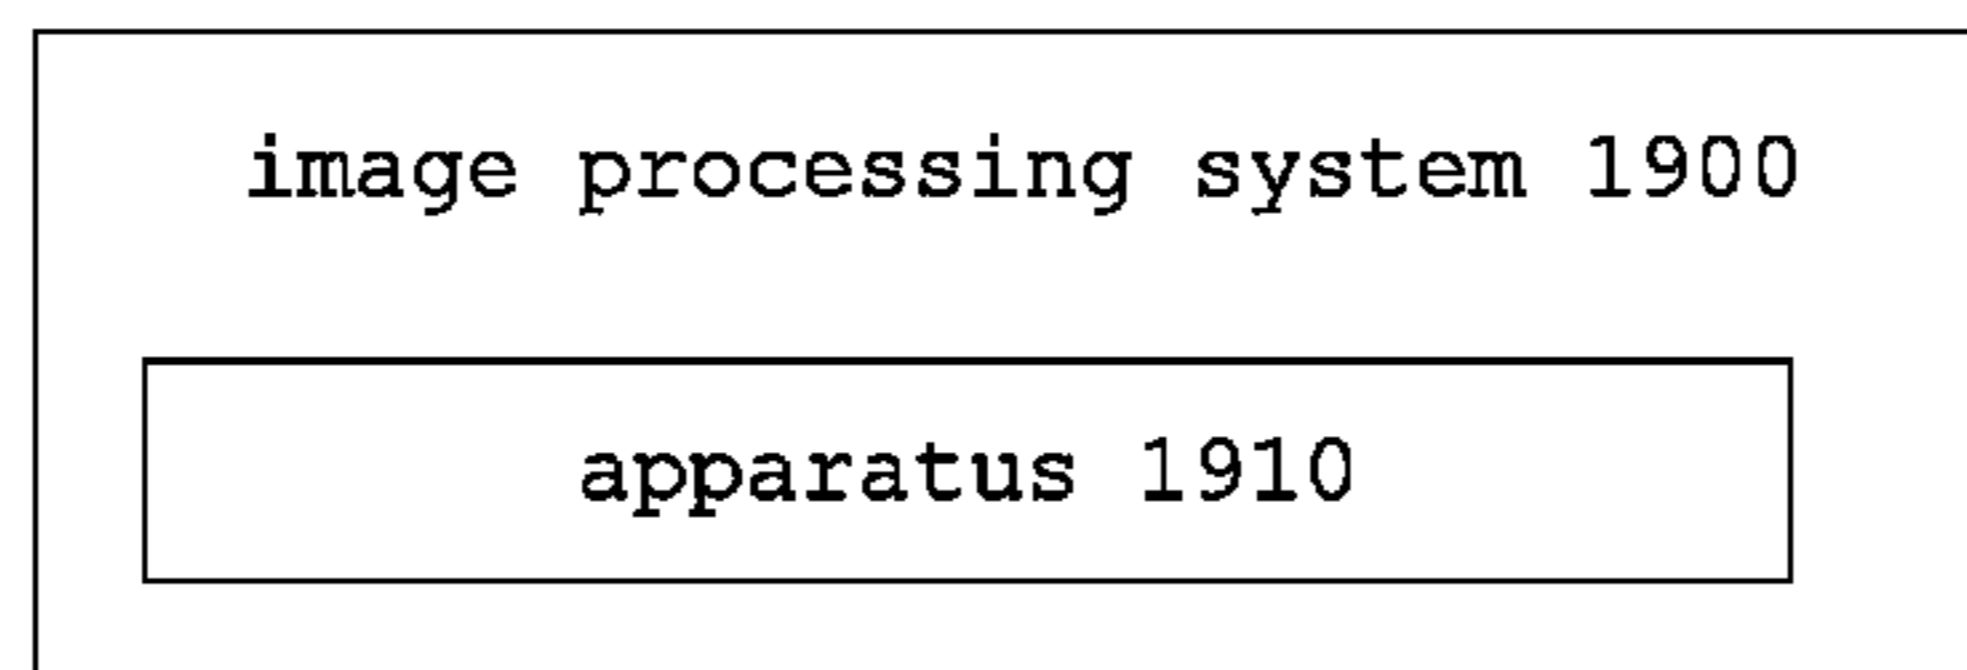 image processing system 1900
apparatus 1910